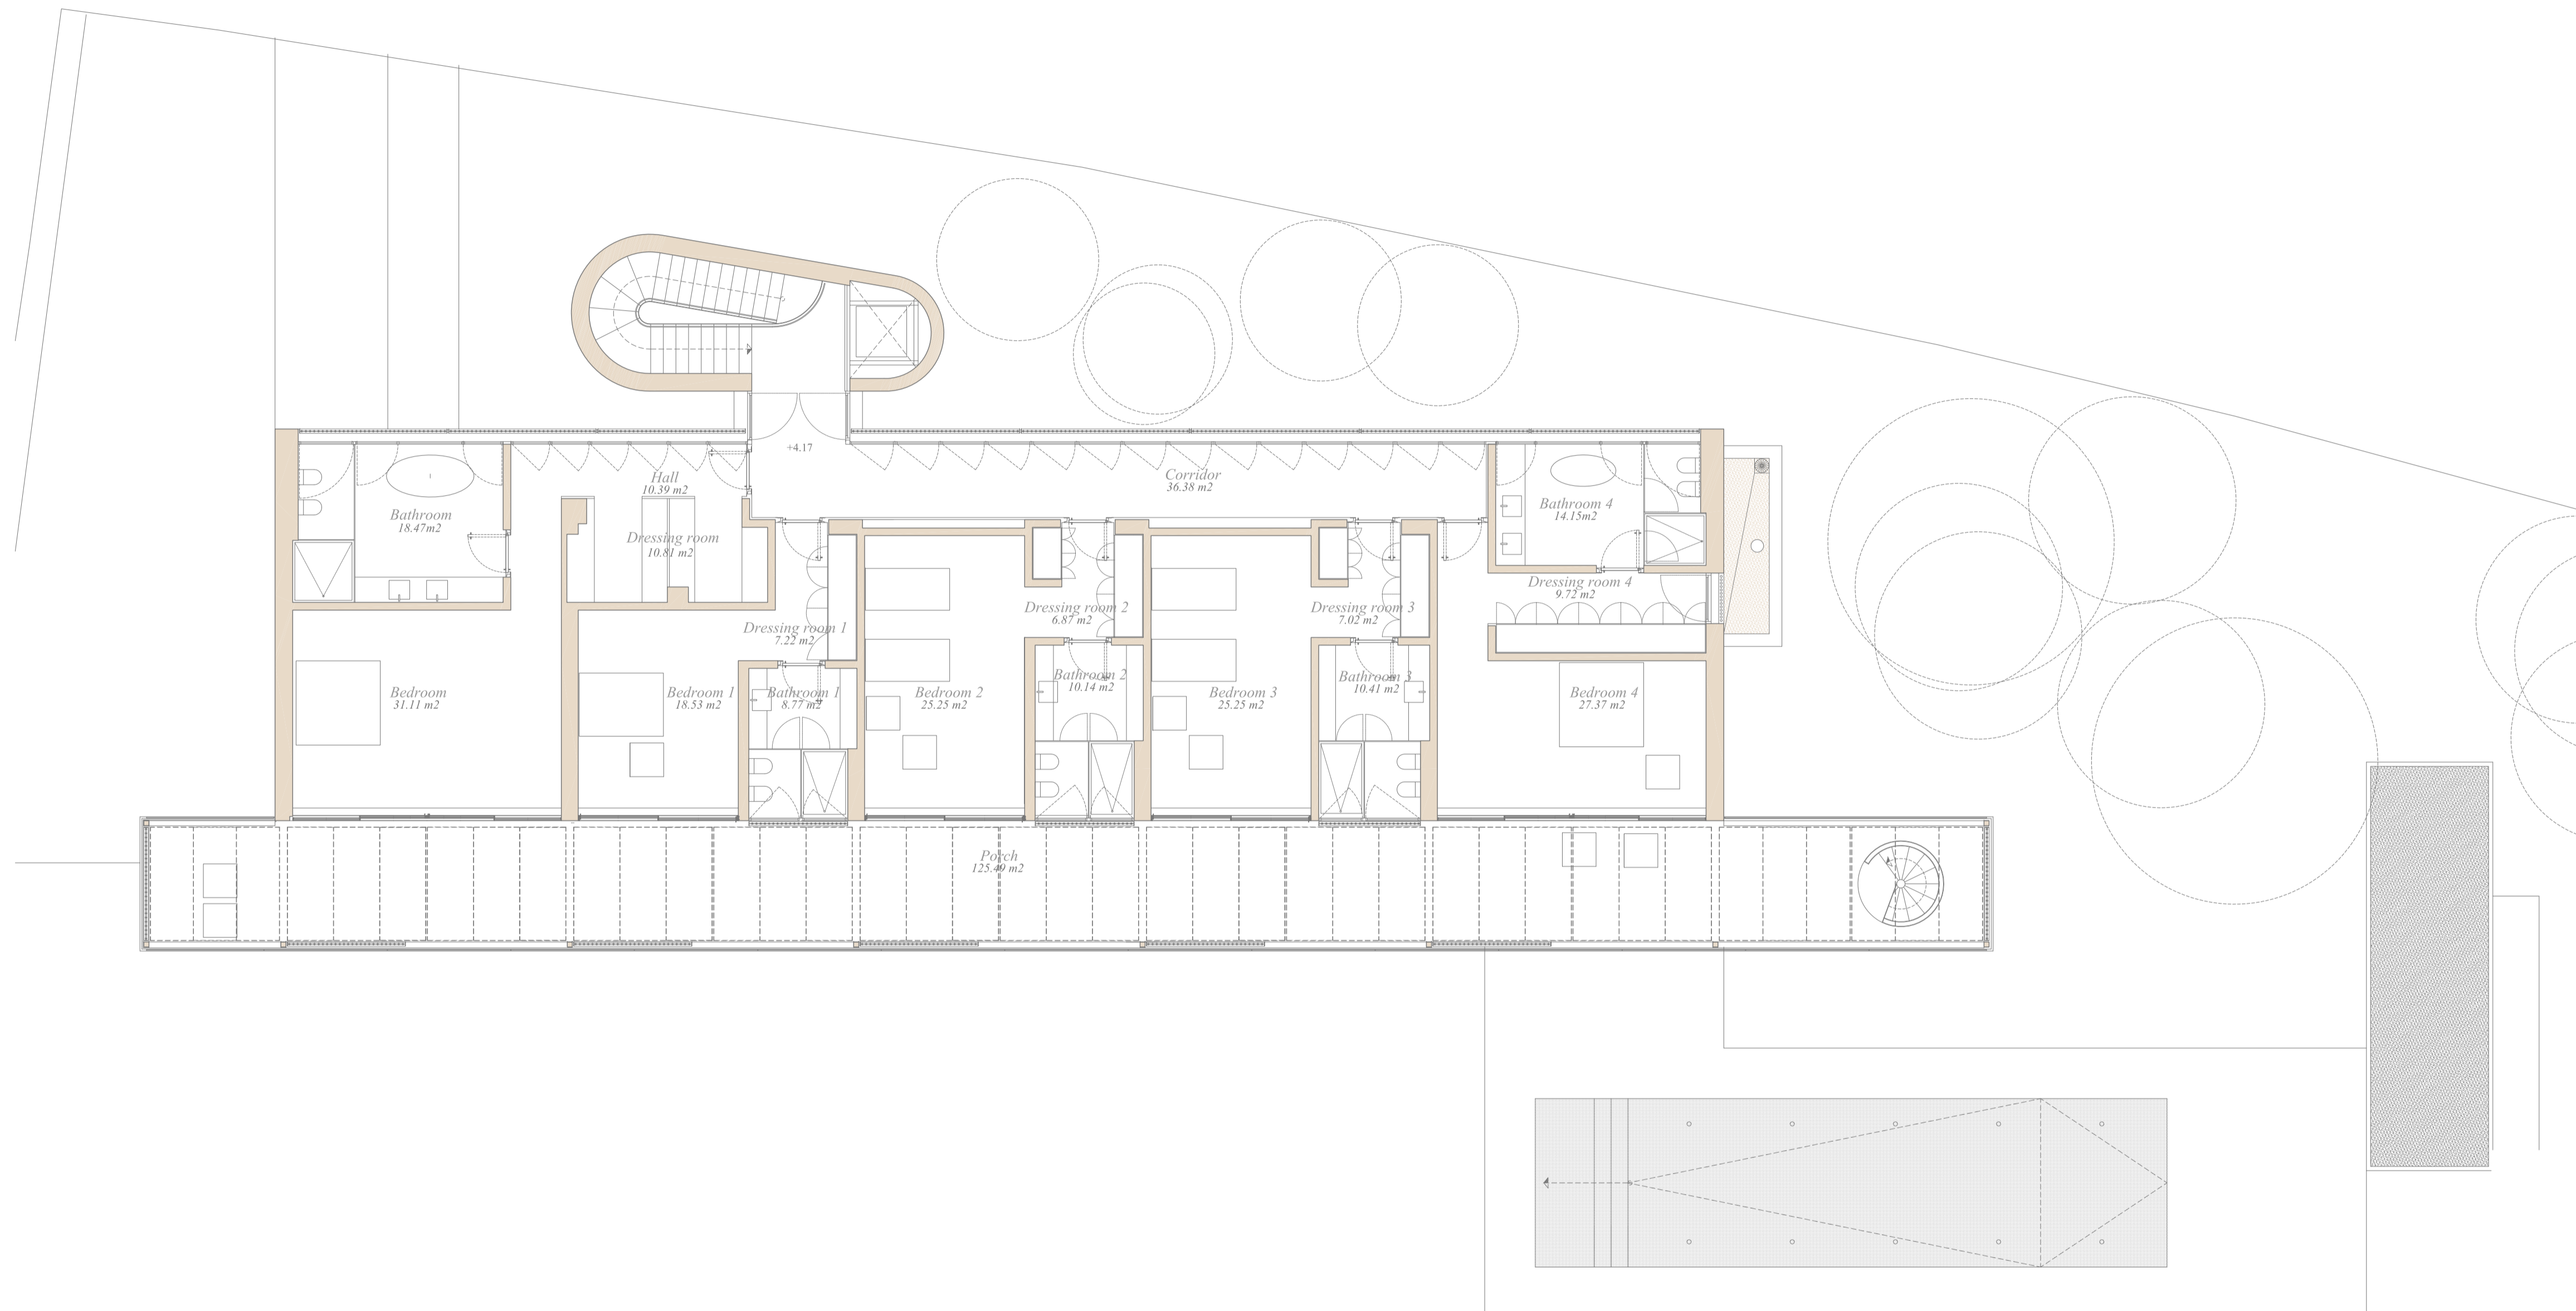 +4.17
Hall
10.39 m2
Corridor
36.38 m2
Bathroom
18.47m2
Bathroom 4
14.15m2
Dressing room
10.81 m2
Dressing room 4
9.72 m2
Dressing room 1
7.22 m2
Dressing room 2
6.87 m2
Dressing room 3
7.02 m2
Bedroom
31.11 m2
Bedroom 1
18.53 m2
Bathroom 1
8.77 m2
Bedroom 2
25.25 m2
Bathroom 2
10.14 m2
Bedroom 3
25.25 m2
Bathroom 3
10.41 m2
Bedroom 4
27.37 m2
Porch
125.49 m2